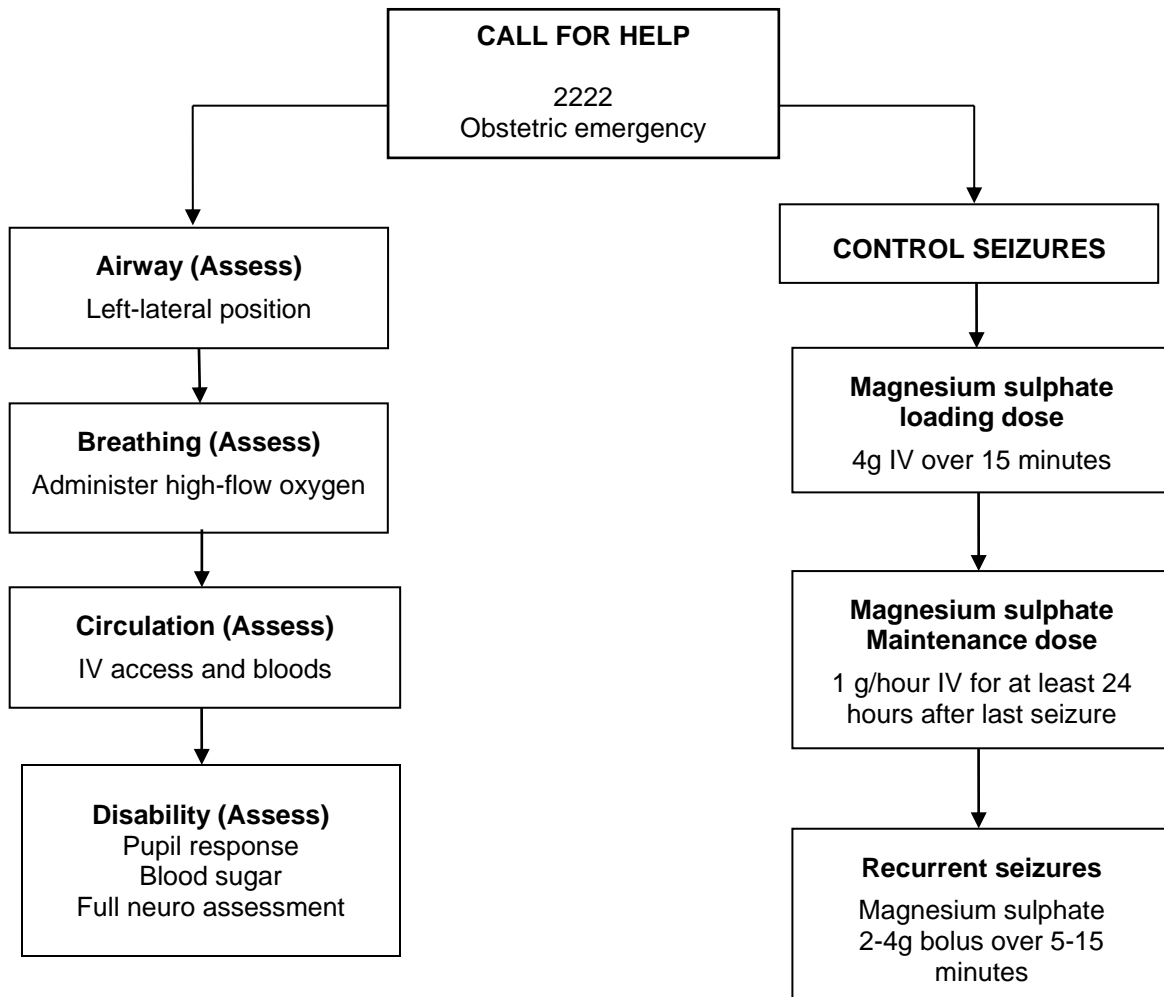 CALL FOR HELP
2222
Obstetric emergency
Airway (Assess)
Left-lateral position
Breathing (Assess)
Administer high-flow oxygen
Circulation (Assess)
IV access and bloods
Disability (Assess)
Pupil response
Blood sugar
Full neuro assessment
CONTROL SEIZURES
Magnesium sulphate
loading dose
4g IV over 15 minutes
Magnesium sulphate
Maintenance dose
1 g/hour IV for at least 24
hours after last seizure
Recurrent seizures
Magnesium sulphate
2-4g bolus over 5-15
minutes